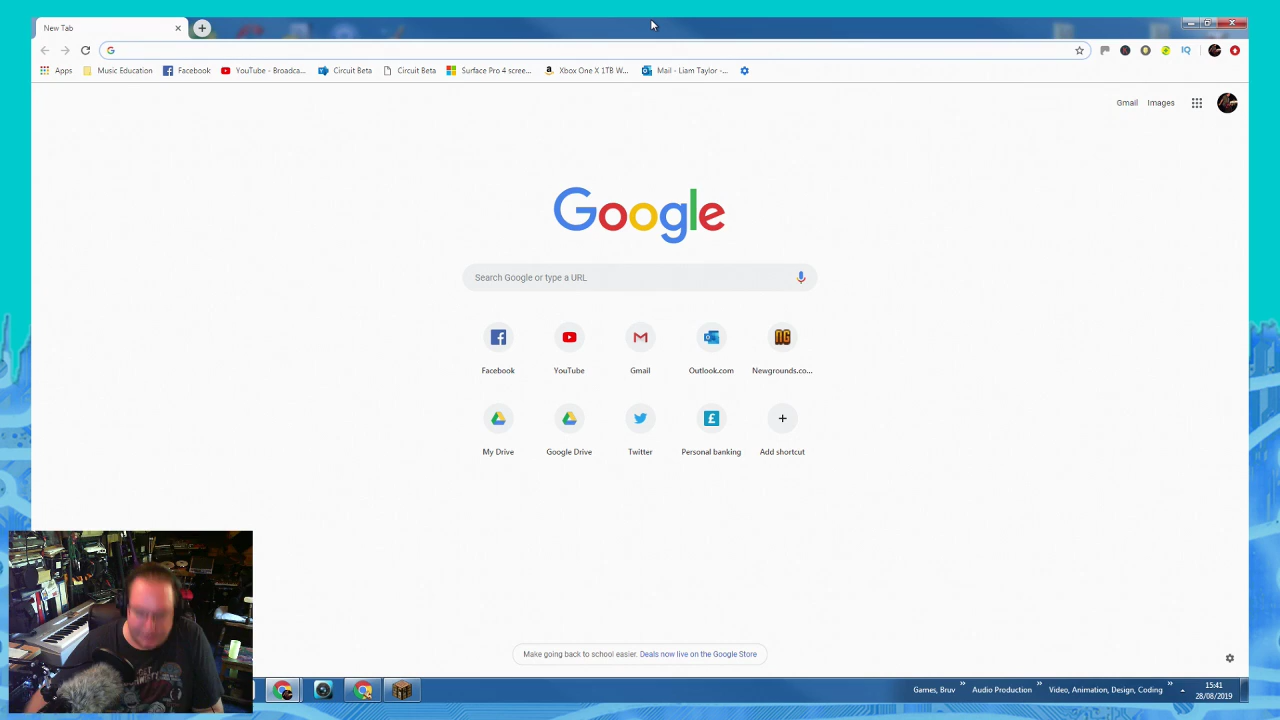 New Tab
Apps Music Education Facebook YouTube - Broadca... Circuit Beta Circuit Beta Surface Pro 4 scree... Xbox One X 1TB W... Mail - Liam Taylor -...
Gmail Images
Google
Search Google or type a URL
Facebook YouTube Gmail Outlook.com Newgrounds.co...
My Drive Google Drive Twitter Personal banking Add shortcut
Make going back to school easier. Deals now live on the Google Store
Games, Bruv » Audio Production » Video, Animation, Design, Coding » 15:41
28/08/2019